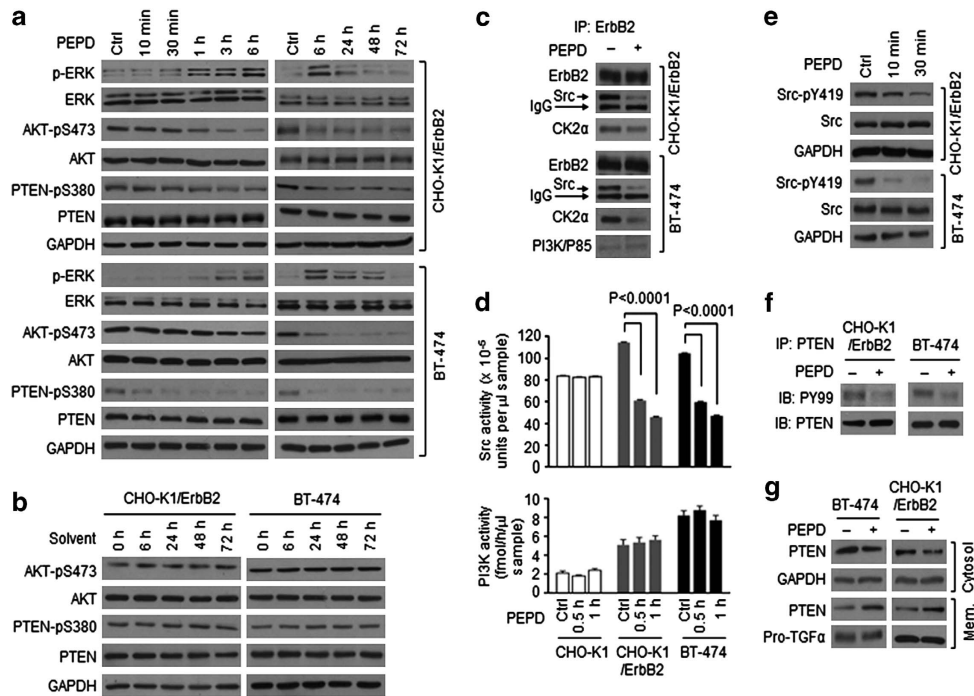 a
PEPD Ctrl 10 min 30 min 1 h 3 h 6 h Ctrl 6 h 24 h 48 h 72 h
p-ERK
ERK
AKT-pS473
AKT
PTEN-pS380
PTEN
GAPDH
CHO-K1/ErbB2
p-ERK
ERK
AKT-pS473
AKT
PTEN-pS380
PTEN
GAPDH
BT-474
b
CHO-K1/ErbB2 BT-474
Solvent 0 h 6 h 24 h 48 h 72 h 0 h 6 h 24 h 48 h 72 h
AKT-pS473
AKT
PTEN-pS380
PTEN
GAPDH
c
IP: ErbB2
PEPD – +
ErbB2
Src
IgG
CK2α
CHO-K1/ErbB2
ErbB2
Src
IgG
CK2α
PI3K/P85
BT-474
d
P<0.0001
P<0.0001
Src activity (x 10⁻⁶
units per µl sample)
120
100
80
60
40
20
0
PI3K activity
(fmol/h/µl
sample)
10
8
6
4
2
0
PEPD Ctrl 0.5 h 1 h Ctrl 0.5 h 1 h Ctrl 0.5 h 1 h
CHO-K1 CHO-K1
/ErbB2 BT-474
e
PEPD Ctrl 10 min 30 min
Src-pY419
Src
GAPDH
CHO-K1/ErbB2
Src-pY419
Src
GAPDH
BT-474
f
CHO-K1
/ErbB2 BT-474
IP: PTEN
PEPD – + – +
IB: PY99
IB: PTEN
g
BT-474 CHO-K1
/ErbB2
PEPD – + – +
PTEN
GAPDH
Cytosol
PTEN
Pro-TGFα
Mem.